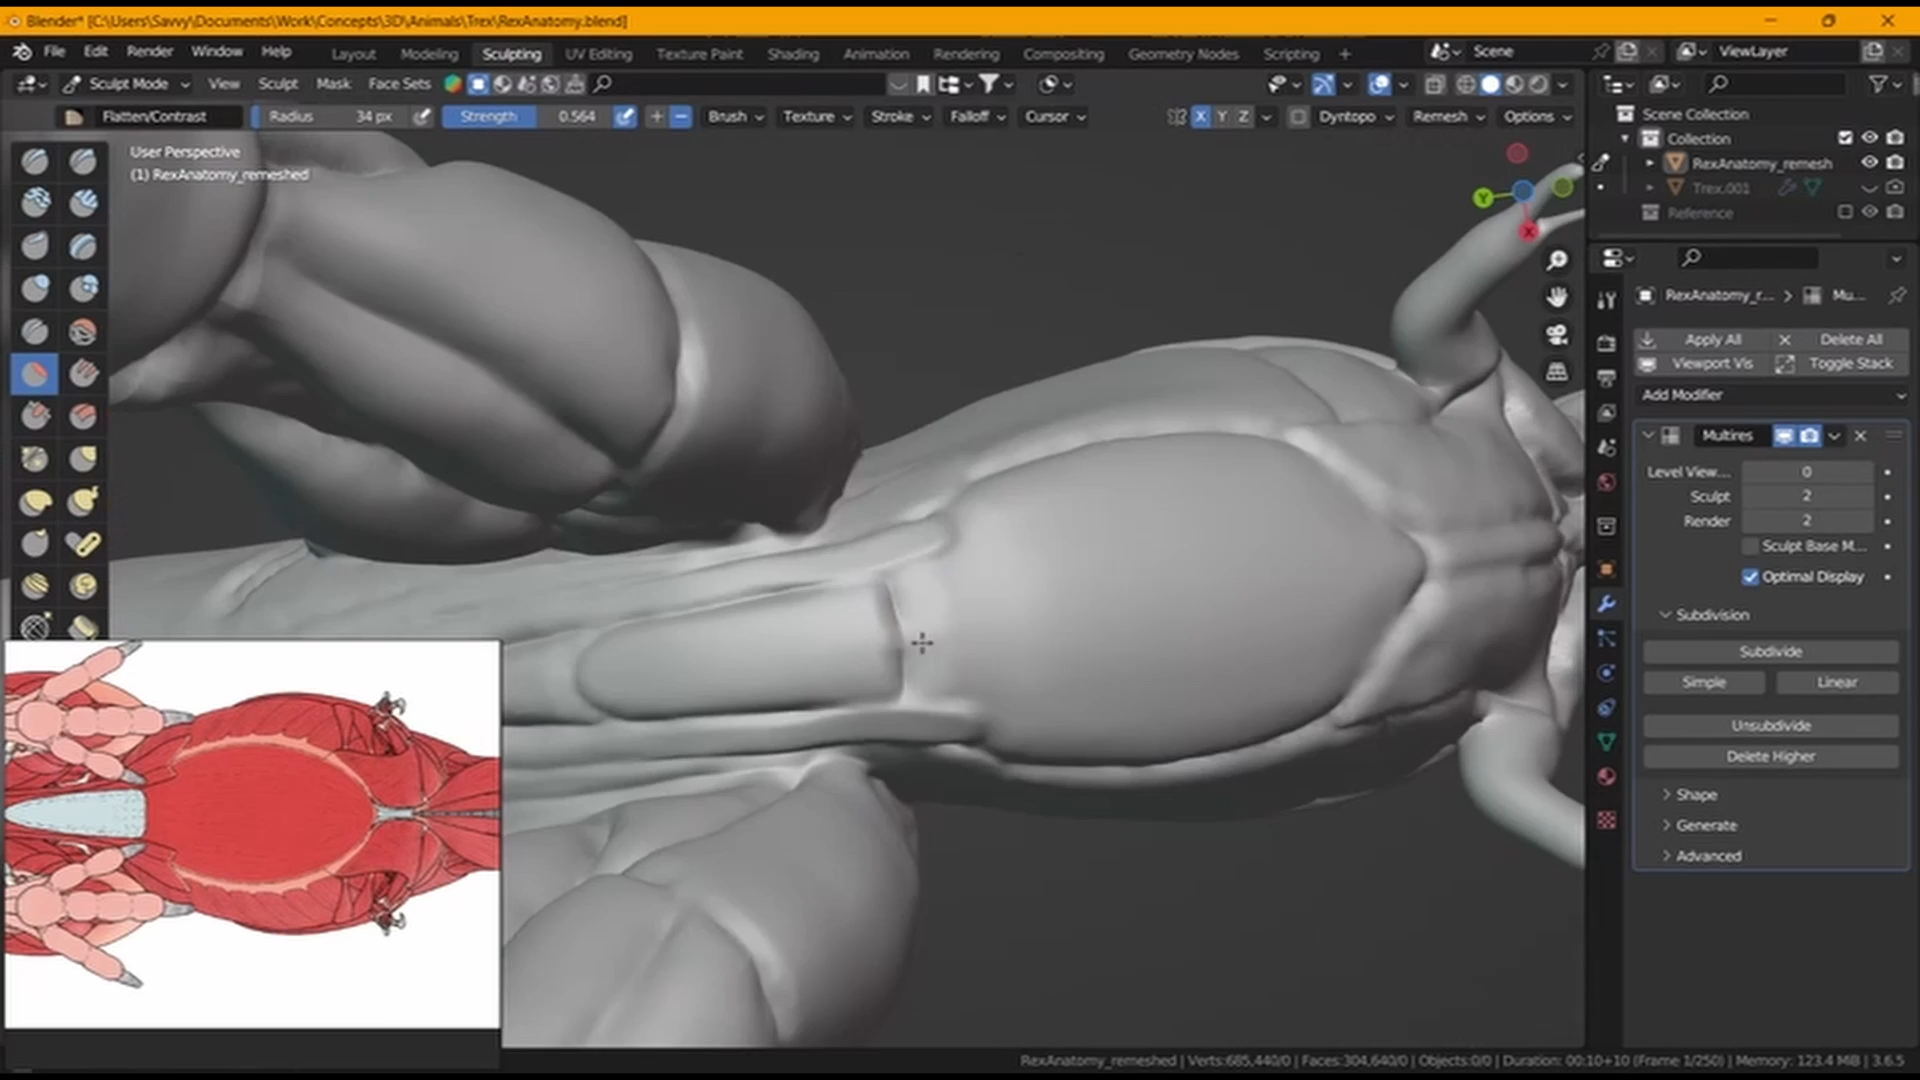 Blender* [C:\Users\Savvy\Documents\Work\Concepts\3D\Animals\Trex\RexAnatomy.blend]
File Edit Render Window Help Layout Modeling Sculpting UV Editing Texture Paint Shading Animation Rendering Compositing Geometry Nodes Scripting + Scene ViewLayer
Sculpt Mode View Sculpt Mask Face Sets
Flatten/Contrast Radius 34 px Strength 0.564 Brush Texture Stroke Falloff Cursor X Y Z Dyntopo Remesh Options
User Perspective
(1) RexAnatomy_remeshed
Y
X
Scene Collection
Collection
RexAnatomy_remesh
Trex.001
Reference
RexAnatomy_r... > Mu...
Apply All Delete All
Viewport Vis Toggle Stack
Add Modifier
Multires
Level View... 0
Sculpt 2
Render 2
Sculpt Base M...
Optimal Display
Subdivision
Subdivide
Simple Linear
Unsubdivide
Delete Higher
Shape
Generate
Advanced
RexAnatomy_remeshed | Verts:685,440/0 | Faces:304,640/0 | Objects:0/0 | Duration: 00:10+10 (Frame 1/250) | Memory: 123.4 MiB | 3.6.5